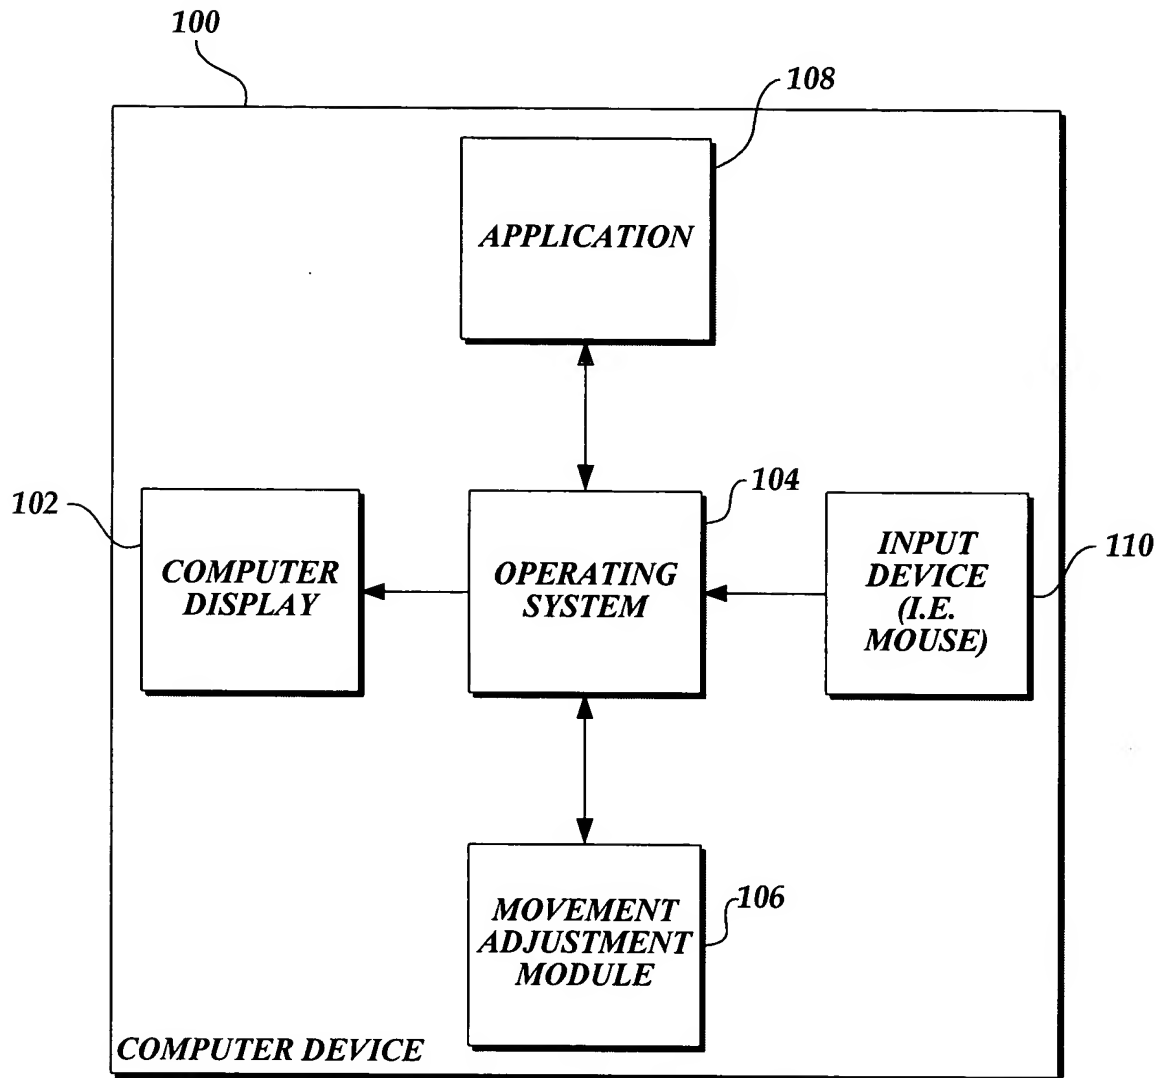 100
108
APPLICATION
102
COMPUTER
DISPLAY
104
OPERATING
SYSTEM
INPUT
DEVICE
(I.E.
MOUSE)
110
MOVEMENT
ADJUSTMENT
MODULE
106
COMPUTER DEVICE